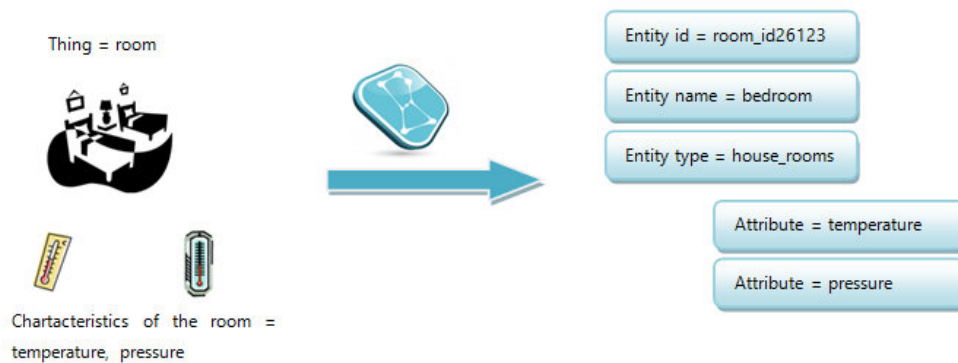 Thing = room
Chartacteristics of the room =
temperature, pressure
Entity id = room_id26123
Entity name = bedroom
Entity type = house_rooms
Attribute = temperature
Attribute = pressure